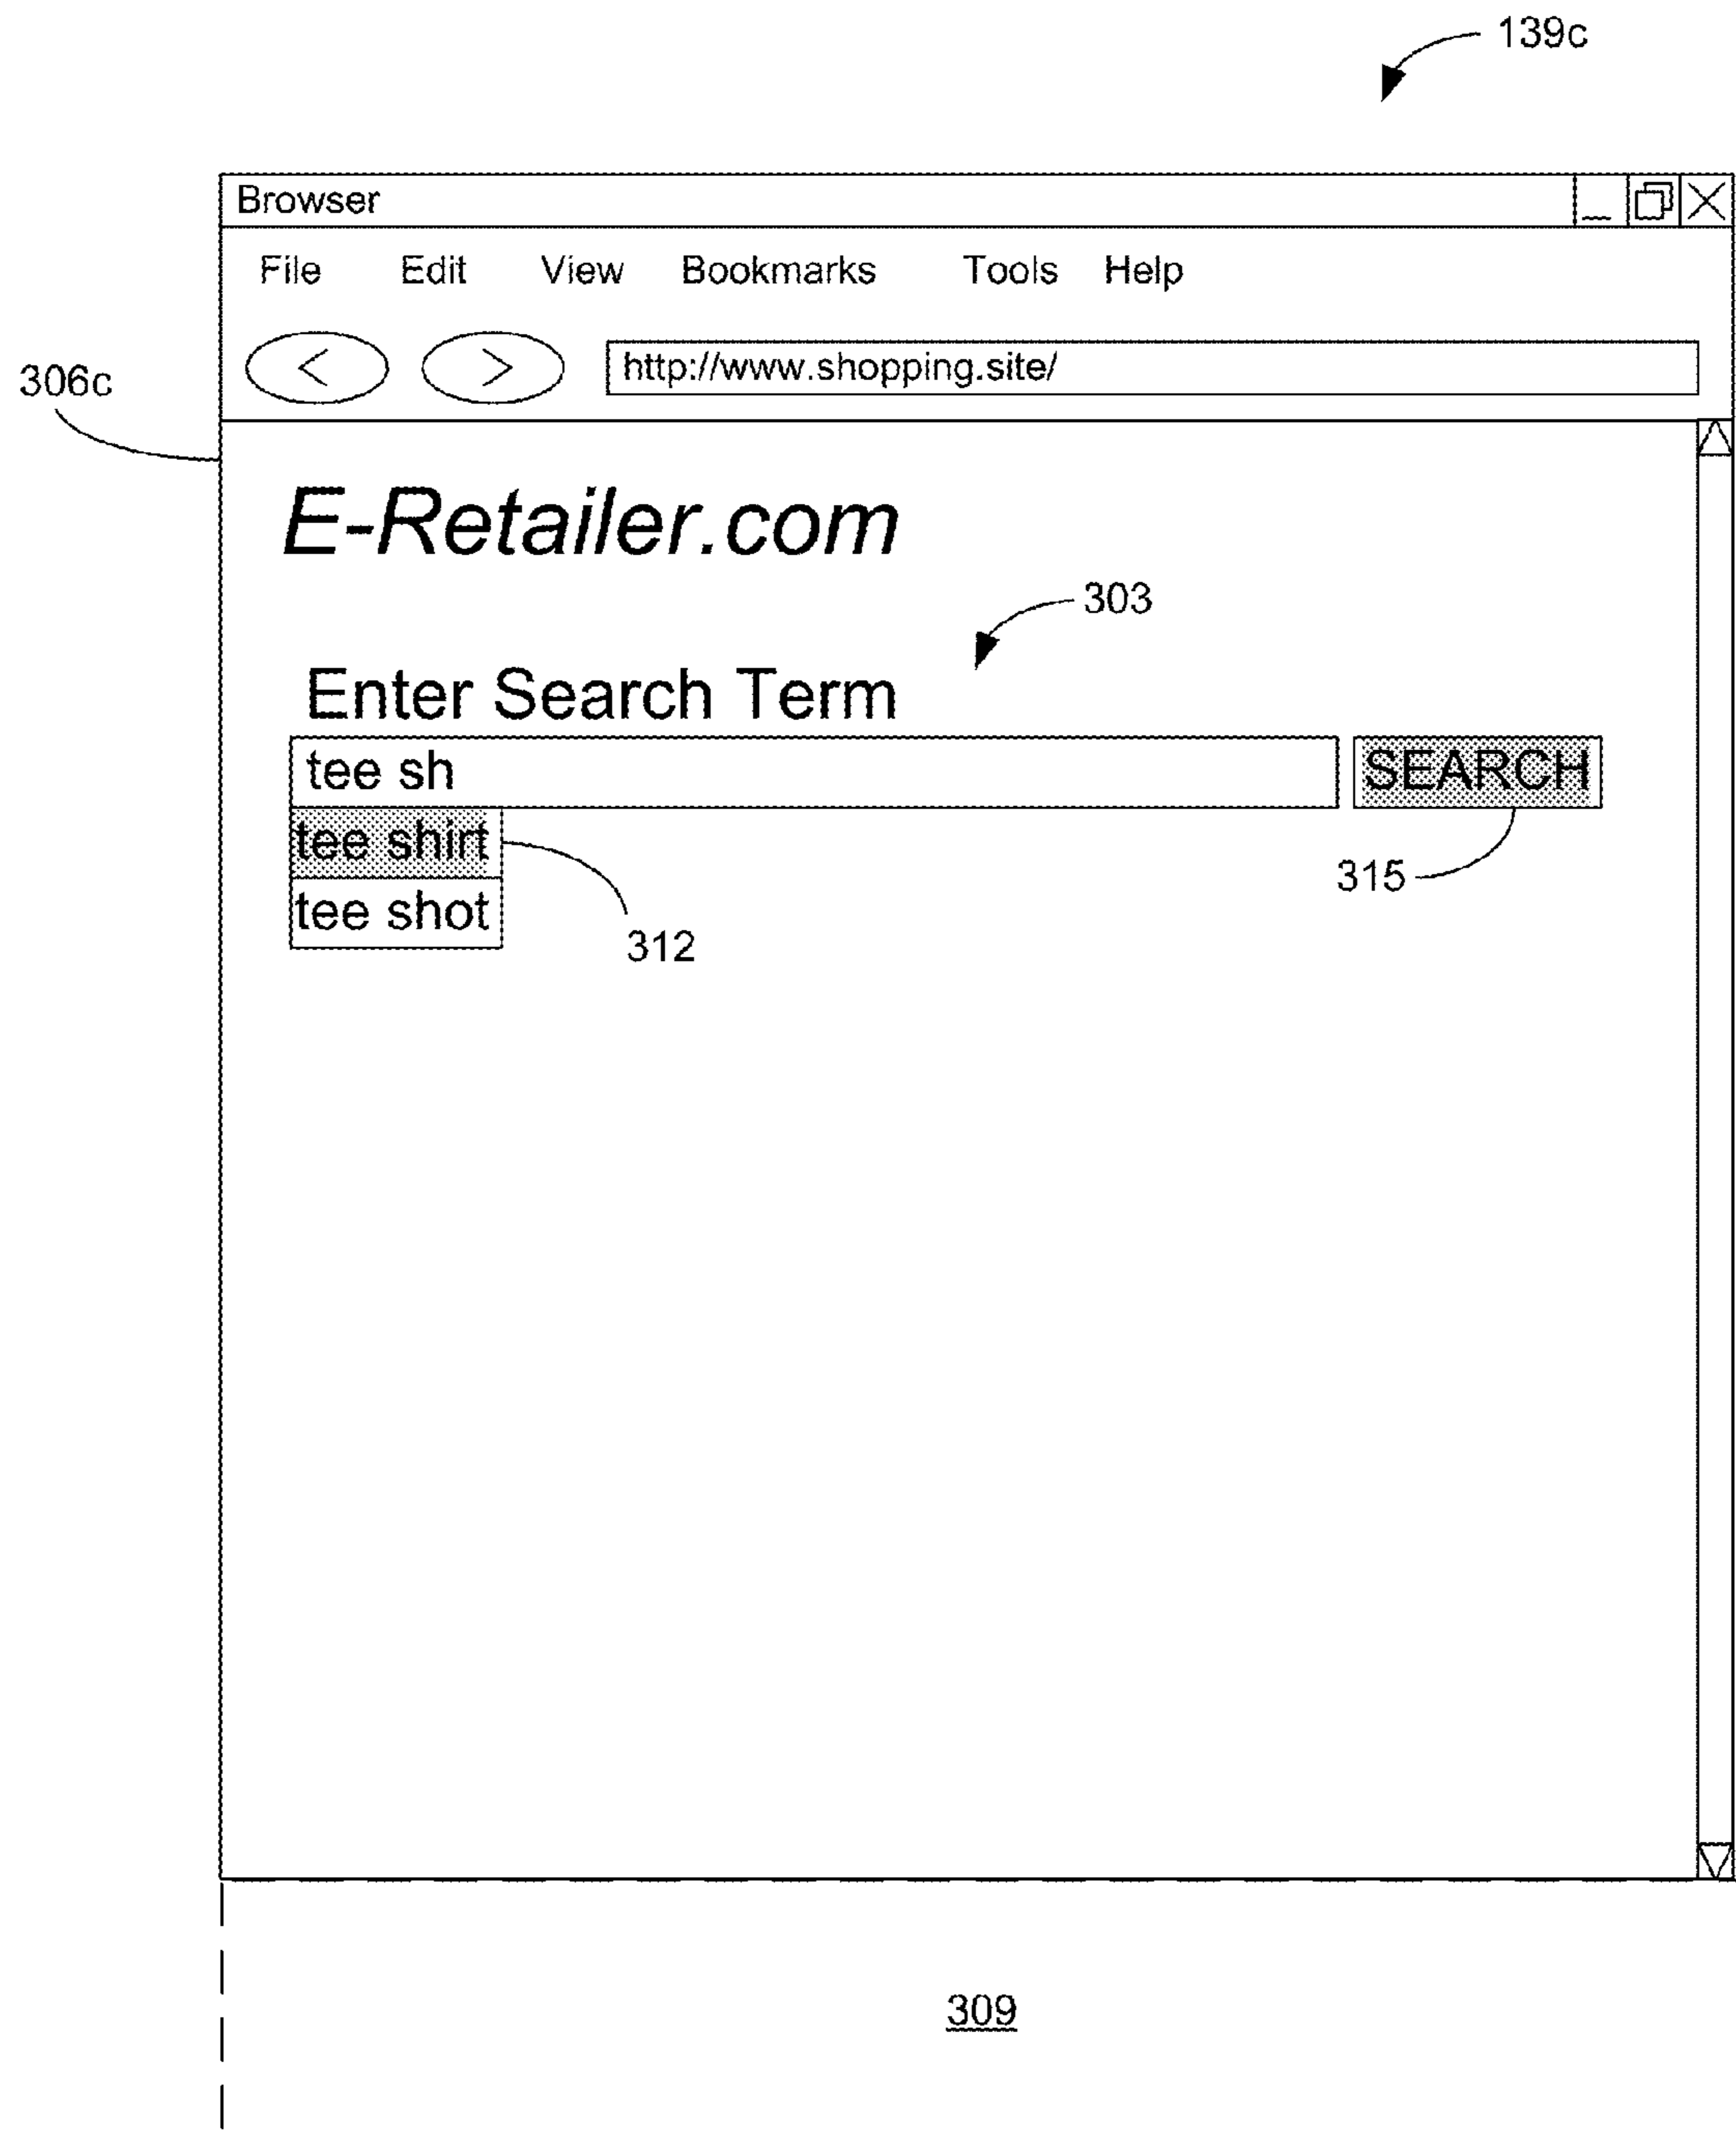 139c
Browser
File Edit View Bookmarks Tools Help
306c
< > http://www.shopping.site/
E-Retailer.com
303
Enter Search Term
tee sh SEARCH
tee shirt
315
tee shot
312
309